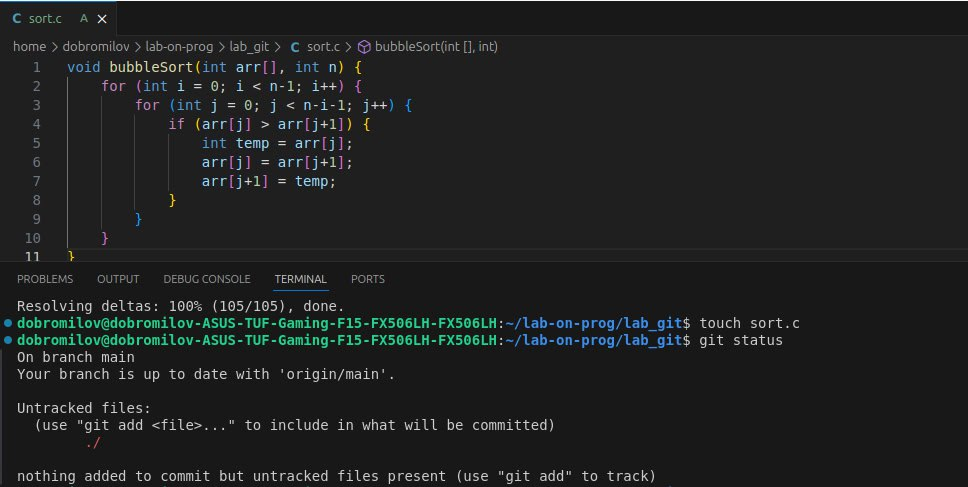 C sort.c A ×
home > dobromilov > lab-on-prog > lab_git > C sort.c > bubbleSort(int [], int)
1 void bubbleSort(int arr[], int n) {
2     for (int i = 0; i < n-1; i++) {
3         for (int j = 0; j < n-i-1; j++) {
4             if (arr[j] > arr[j+1]) {
5                 int temp = arr[j];
6                 arr[j] = arr[j+1];
7                 arr[j+1] = temp;
8             }
9         }
10     }
11 }
PROBLEMS OUTPUT DEBUG CONSOLE TERMINAL PORTS
Resolving deltas: 100% (105/105), done.
dobromilov@dobromilov-ASUS-TUF-Gaming-F15-FX506LH-FX506LH:~/lab-on-prog/lab_git$ touch sort.c
dobromilov@dobromilov-ASUS-TUF-Gaming-F15-FX506LH-FX506LH:~/lab-on-prog/lab_git$ git status
On branch main
Your branch is up to date with 'origin/main'.
Untracked files:
  (use "git add <file>..." to include in what will be committed)
        ./
nothing added to commit but untracked files present (use "git add" to track)